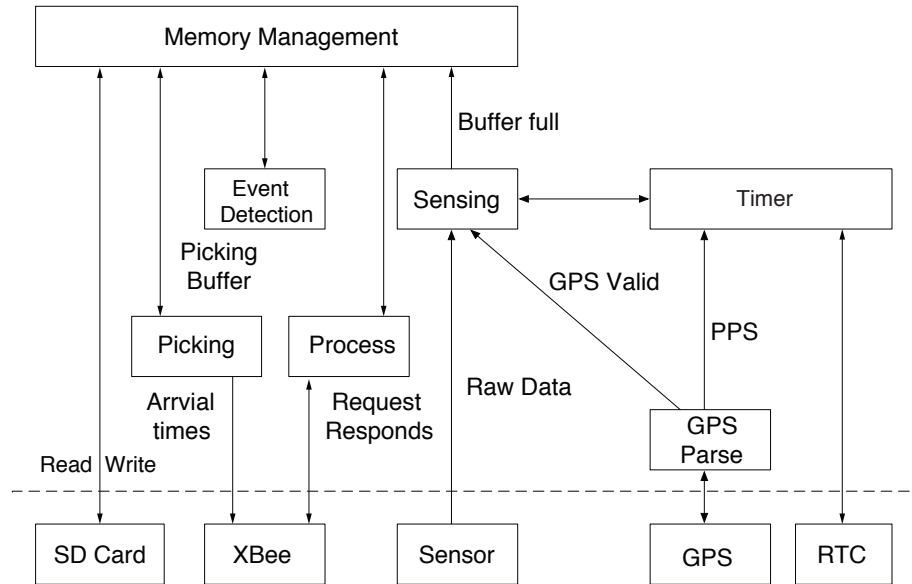 Memory Management
Buffer full
Event
Detection
Sensing
Timer
Picking
Buffer
GPS Valid
Picking
Process
PPS
Arrvial
times
Request
Responds
Raw Data
GPS
Parse
Read Write
SD Card
XBee
Sensor
GPS
RTC